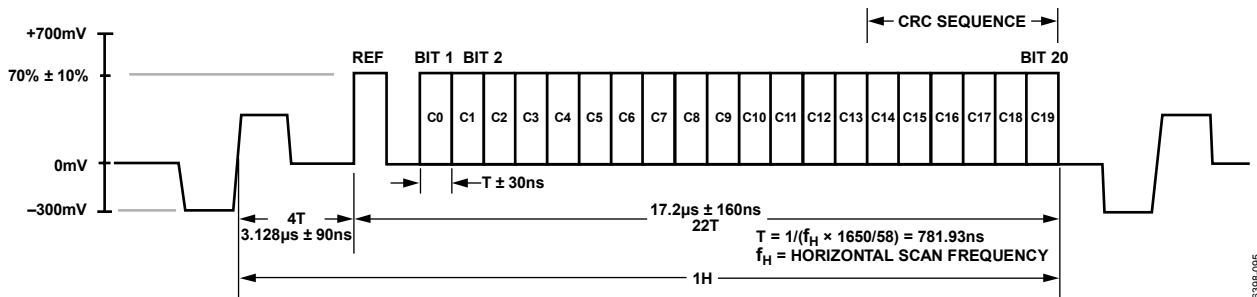 CRC SEQUENCE
+700mV
REF
BIT 1
BIT 2
BIT 20
70% ± 10%
C0
C1
C2
C3
C4
C5
C6
C7
C8
C9
C10
C11
C12
C13
C14
C15
C16
C17
C18
C19
0mV
T ± 30ns
–300mV
4T
3.128µs ± 90ns
17.2µs ± 160ns
22T
T = 1/(fH × 1650/58) = 781.93ns
fH = HORIZONTAL SCAN FREQUENCY
1H